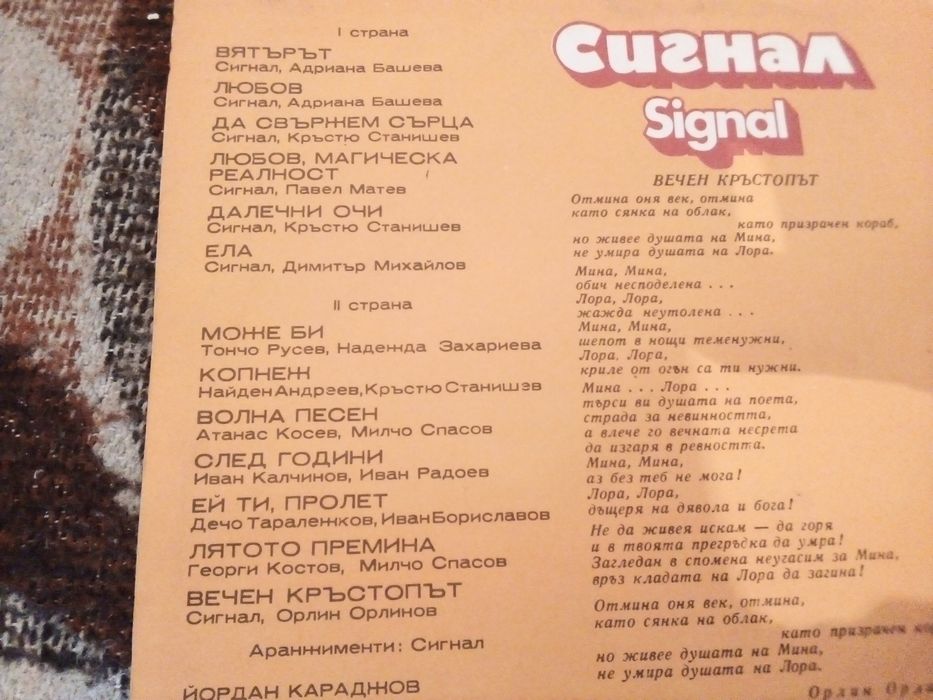 I страна
ВЯТЪРЪТ
Сигнал, Адриана Башева
ЛЮБОВ
Сигнал, Адриана Башева
ДА СВЪРЖЕМ СЪРЦА
Сигнал, Кръстю Станишев
ЛЮБОВ, МАГИЧЕСКА
РЕАЛНОСТ
Сигнал, Павел Матев
ДАЛЕЧНИ ОЧИ
Сигнал, Кръстю Станишев
ЕЛА
Сигнал, Димитър Михайлов
II страна
МОЖЕ БИ
Тончо Русев, Надежда Захариева
КОПНЕЖ
Найден Андреев, Кръстю Станишев
ВОЛНА ПЕСЕН
Атанас Косев, Милчо Спасов
СЛЕД ГОДИНИ
Иван Калчинов, Иван Радоев
ЕЙ ТИ, ПРОЛЕТ
Дечо Таралежков, Иван Бориславов
ЛЯТОТО ПРЕМИНА
Георги Костов, Милчо Спасов
ВЕЧЕН КРЪСТОПЪТ
Сигнал, Орлин Орлинов
Аранжименти: Сигнал
ЙОРДАН КАРАДЖОВ
Сигнал
Signal
ВЕЧЕН КРЪСТОПЪТ
Отмина оня век, отмина
като сянка на облак,
като призрачен кораб,
но живее душата на Мина,
не умира душата на Лора.
Мина, Мина,
обич несподелена . . .
Лора, Лора,
жажда неутолена . . .
Мина, Мина,
шепот в нощи теменужни,
Лора, Лора,
криле от огън са ти нужни.
Мина . . . Лора . . .
търси ви душата на поета,
страда за невинността,
а влече го вечната несрета
да изгаря в ревността.
Мина, Мина,
аз без теб не мога!
Лора, Лора,
дъщеря на дявола и бога!
Не да живея искам — да горя
и в твоята прегръдка да умра!
Загледан в спомена неугасим за Мина,
връз кладата на Лора да загина!
Отмина оня век, отмина,
като сянка на облак,
като призрачен
но живее душата на Мина,
не умира душата на Лора.
Орлин